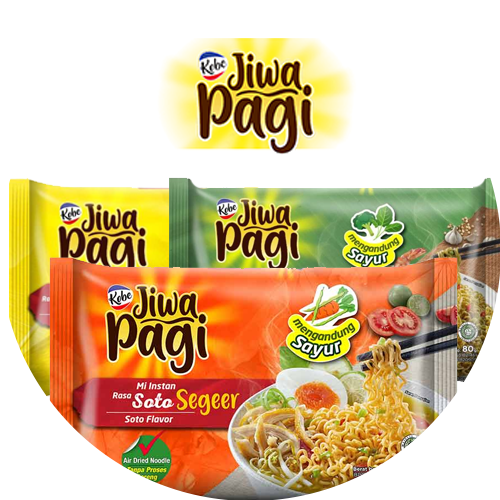 Kobe
Jiwa
Pagi
Kobe
Jiwa
Pagi
Kobe
Jiwa
Pagi
mengandung
Sayur
80
Kobe
Jiwa
Pagi
mengandung
Sayur
Mi Instan
Rasa Soto Segeer
Soto Flavor
Air Dried Noodle
Tanpa Proses